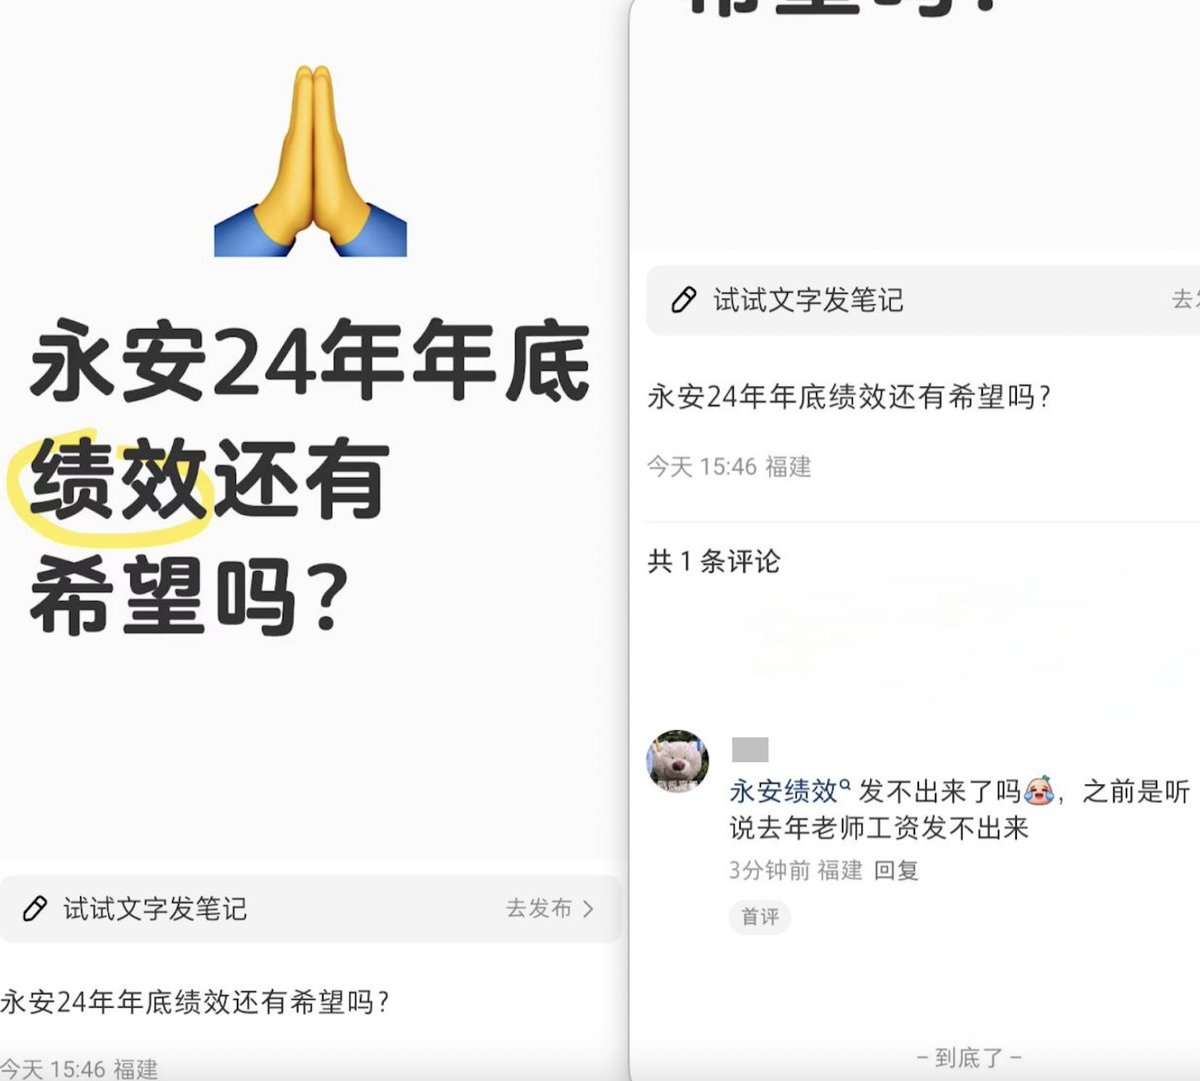 永安24年年底
绩效还有
希望吗？
试试文字发笔记
去发布
永安24年年底绩效还有希望吗？
今天 15:46 福建
希望吗？
试试文字发笔记
去发
永安24年年底绩效还有希望吗？
今天 15:46 福建
共 1 条评论
永安绩效 发不出来了吗，之前是听
说去年老师工资发不出来
3分钟前 福建 回复
首评
- 到底了 -